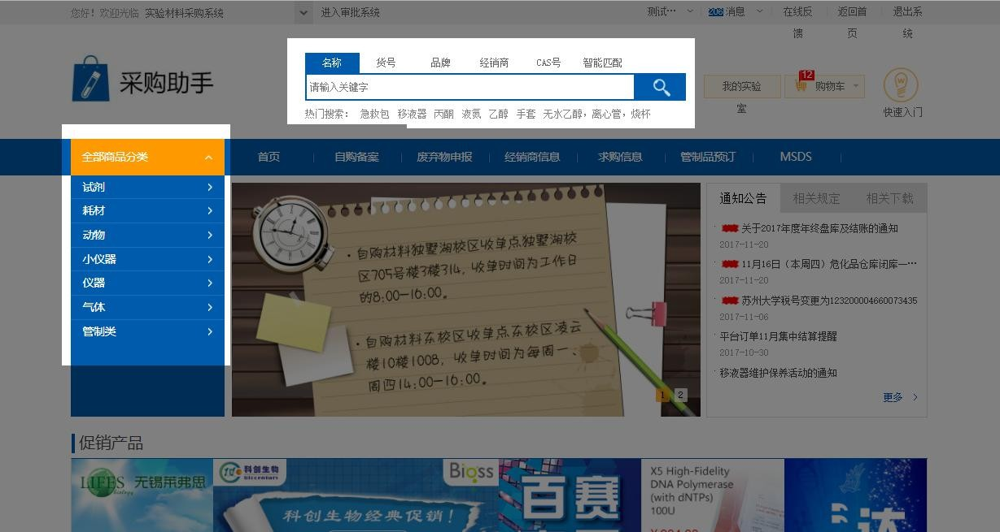 您好！欢迎光临 实验材料采购系统
进入审批系统
测试…
206 消息
在线反馈
返回首页
退出系统
采购助手
名称 货号 品牌 经销商 CAS号 智能匹配
请输入关键字
热门搜索： 急救包 移液器 丙酮 液氮 乙醇 手套 无水乙醇，离心管，烧杯
我的实验室
12
购物车
快速入门
全部商品分类
首页 自购备案 废弃物申报 经销商信息 求购信息 管制品预订 MSDS
试剂
耗材
动物
小仪器
仪器
气体
管制类
·自购材料独墅湖校区收单点独墅湖校
区705号楼3楼314，收单时间为工作日
的8:00-16:00。
·自购材料东校区收单点东校区凌云
楼10楼1008，收单时间为每周一、
周四14:00-16:00。
1 2
通知公告 相关规定 相关下载
关于2017年度年终盘库及结账的通知
2017-11-20
11月16日（本周四）危化品仓库闭库—…
2017-11-20
苏州大学税号变更为123200004660073435
2017-11-06
平台订单11月集中结算提醒
2017-10-30
移液器维护保养活动的通知
更多
促销产品
LIFES
biology
无锡莱弗思
科创生物
biocentury
科创生物经典促销！
Bioss
百赛
X5 High-Fidelity
DNA Polymerase
(with dNTPs)
100U